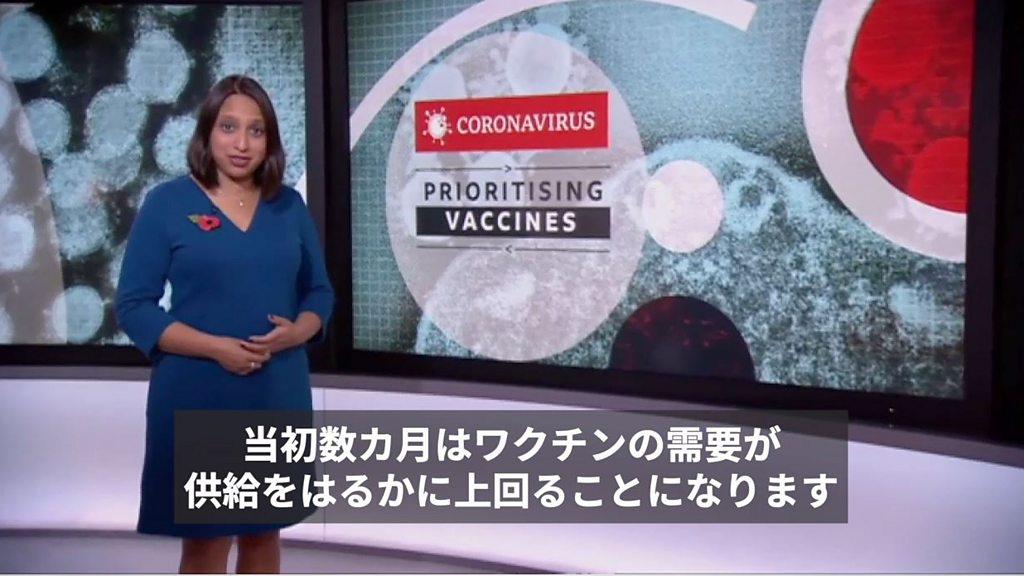 CORONAVIRUS
PRIORITISING
VACCINES
当初数カ月はワクチンの需要が
供給をはるかに上回ることになります